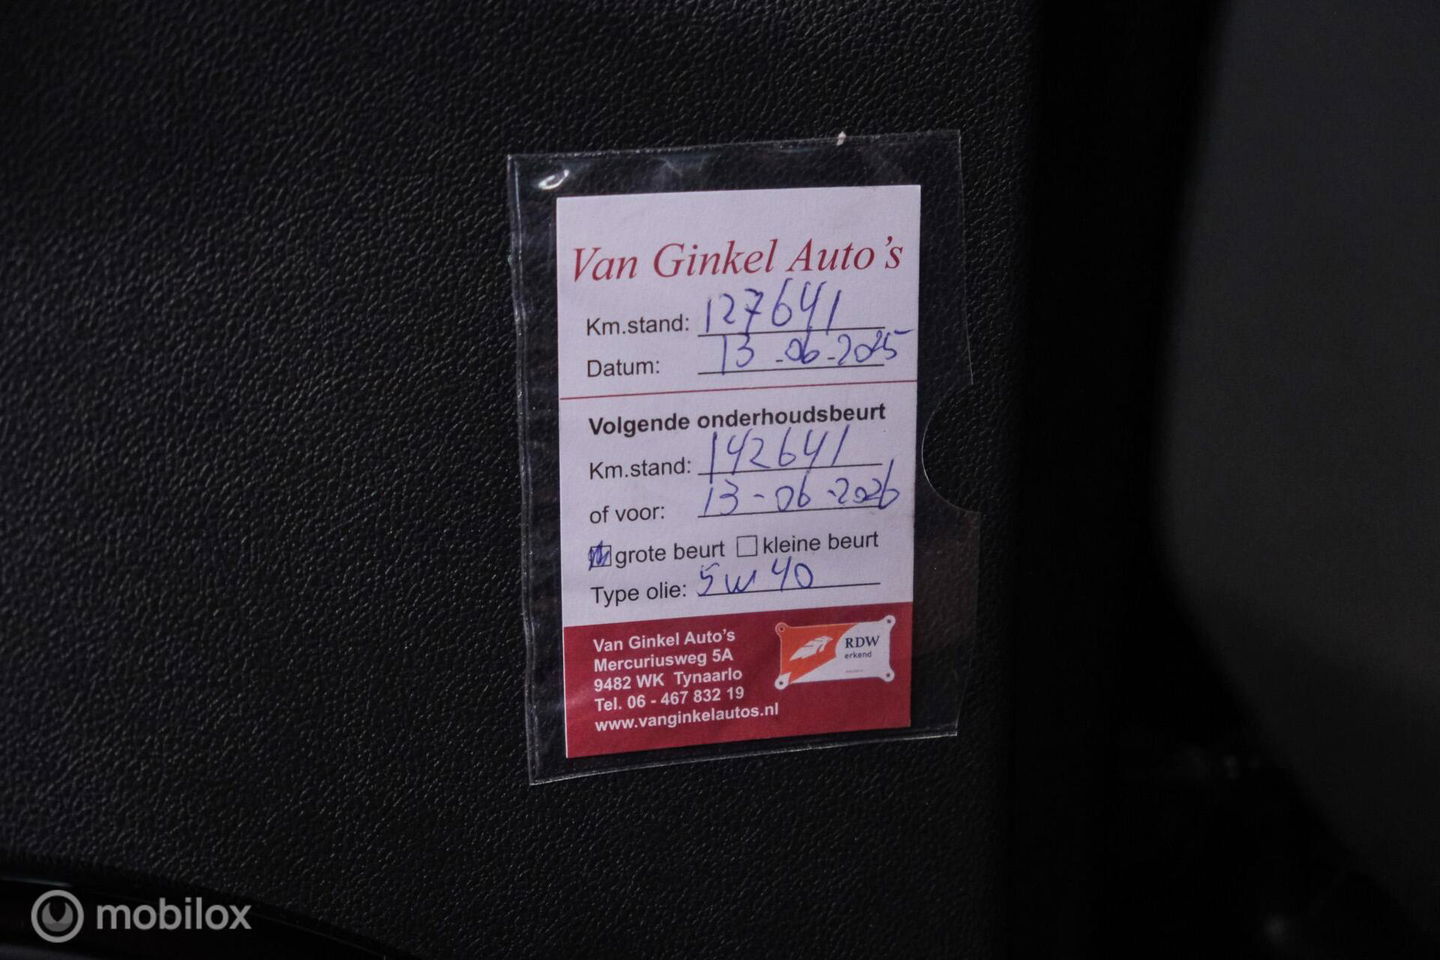 Van Ginkel Auto's
Km.stand: 127641
Datum: 13-06-2025
Volgende onderhoudsbeurt
Km.stand: 142641
of voor: 13-06-2026
grote beurt kleine beurt
Type olie: 5w40
Van Ginkel Auto's
Mercuriusweg 5A
9482 WK Tynaarlo
Tel. 06 - 467 832 19
www.vanginkelautos.nl
RDW
erkend
mobilox